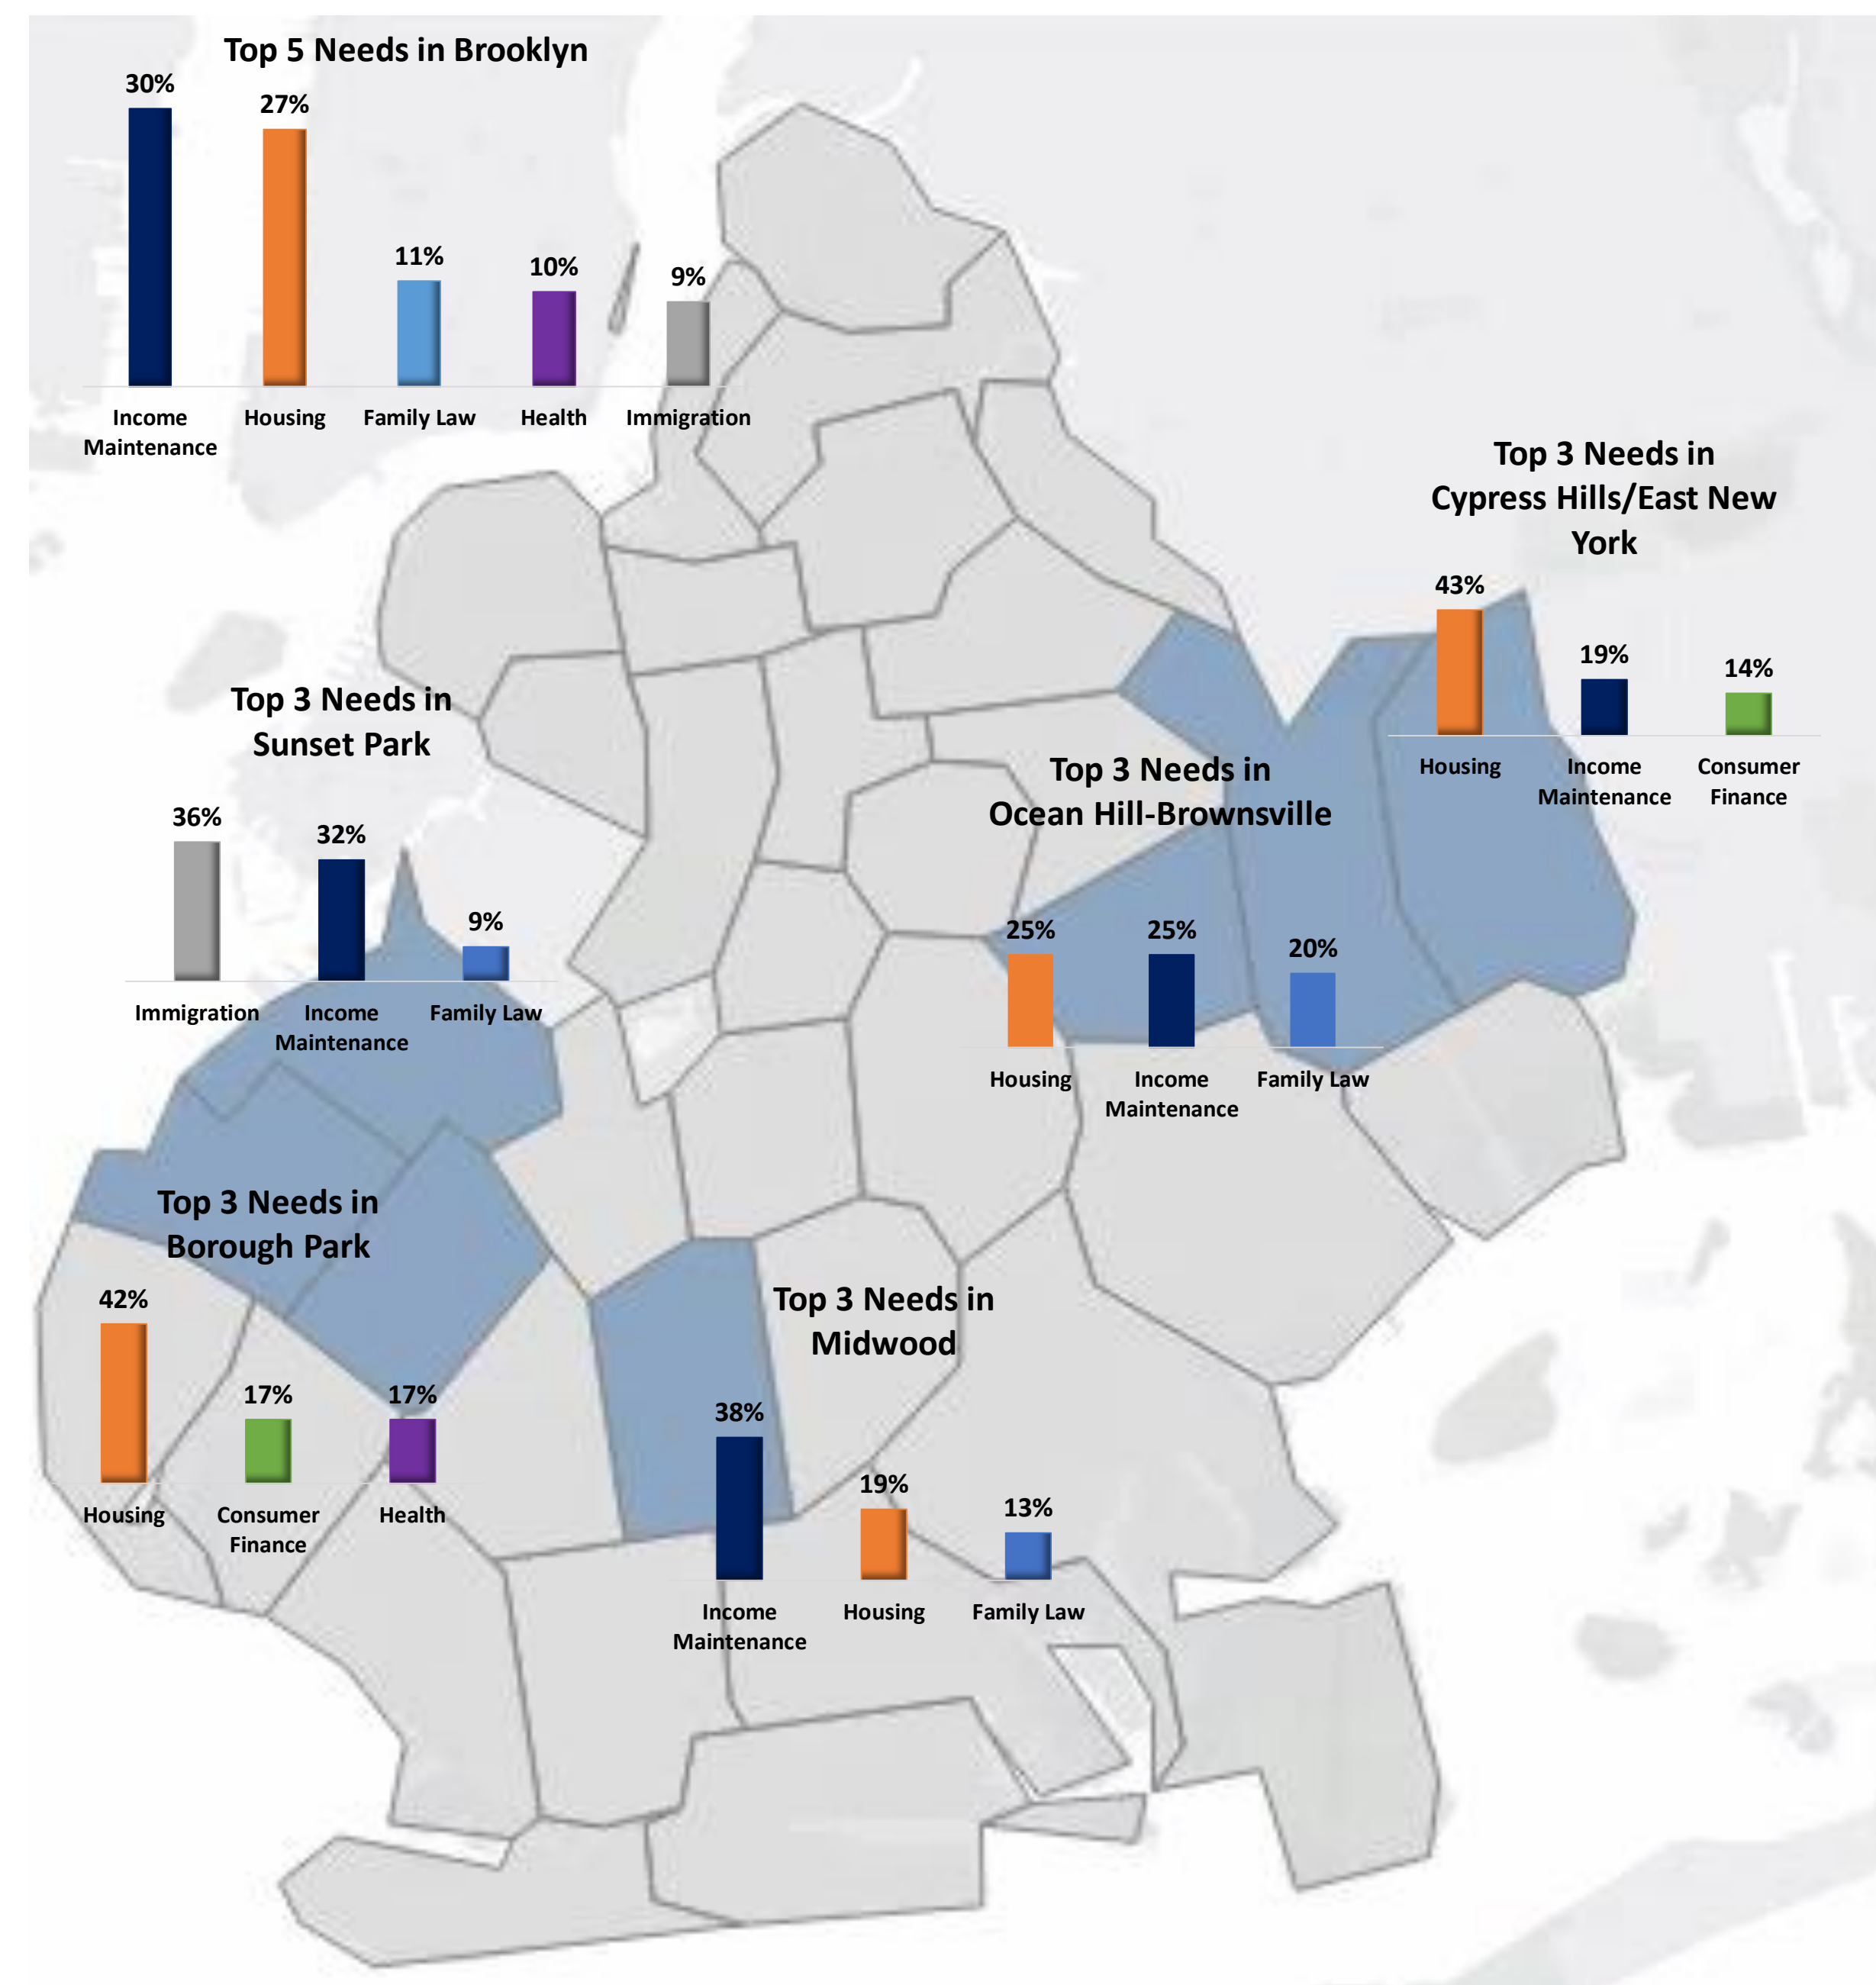 Top 5 Needs in Brooklyn
30%
27%
11%
10%
9%
Income
Maintenance
Housing
Family Law
Health
Immigration
Top 3 Needs in
Cypress Hills/East New
York
43%
19%
14%
Housing
Income
Maintenance
Consumer
Finance
Top 3 Needs in
Sunset Park
36%
32%
9%
Immigration
Income
Maintenance
Family Law
Top 3 Needs in
Ocean Hill-Brownsville
25%
25%
20%
Housing
Income
Maintenance
Family Law
Top 3 Needs in
Borough Park
42%
17%
17%
Housing
Consumer
Finance
Health
Top 3 Needs in
Midwood
38%
19%
13%
Income
Maintenance
Housing
Family Law